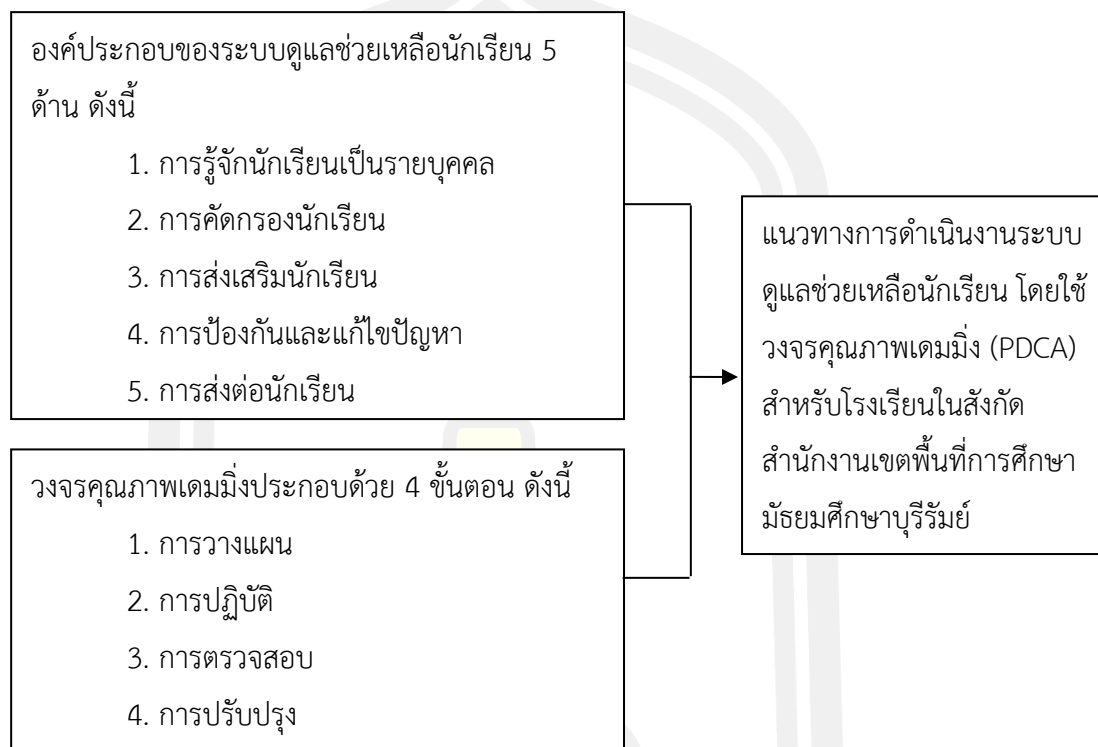 องค์ประกอบของระบบดูแลช่วยเหลือนักเรียน 5
ด้าน ดังนี้
1. การรู้จักนักเรียนเป็นรายบุคคล
2. การคัดกรองนักเรียน
3. การส่งเสริมนักเรียน
4. การป้องกันและแก้ไขปัญหา
5. การส่งต่อนักเรียน
วงจรคุณภาพเดมมิ่งประกอบด้วย 4 ขั้นตอน ดังนี้
1. การวางแผน
2. การปฏิบัติ
3. การตรวจสอบ
4. การปรับปรุง
แนวทางการดำเนินงานระบบ
ดูแลช่วยเหลือนักเรียน โดยใช้
วงจรคุณภาพเดมมิ่ง (PDCA)
สำหรับโรงเรียนในสังกัด
สำนักงานเขตพื้นที่การศึกษา
มัธยมศึกษาบุรีรัมย์